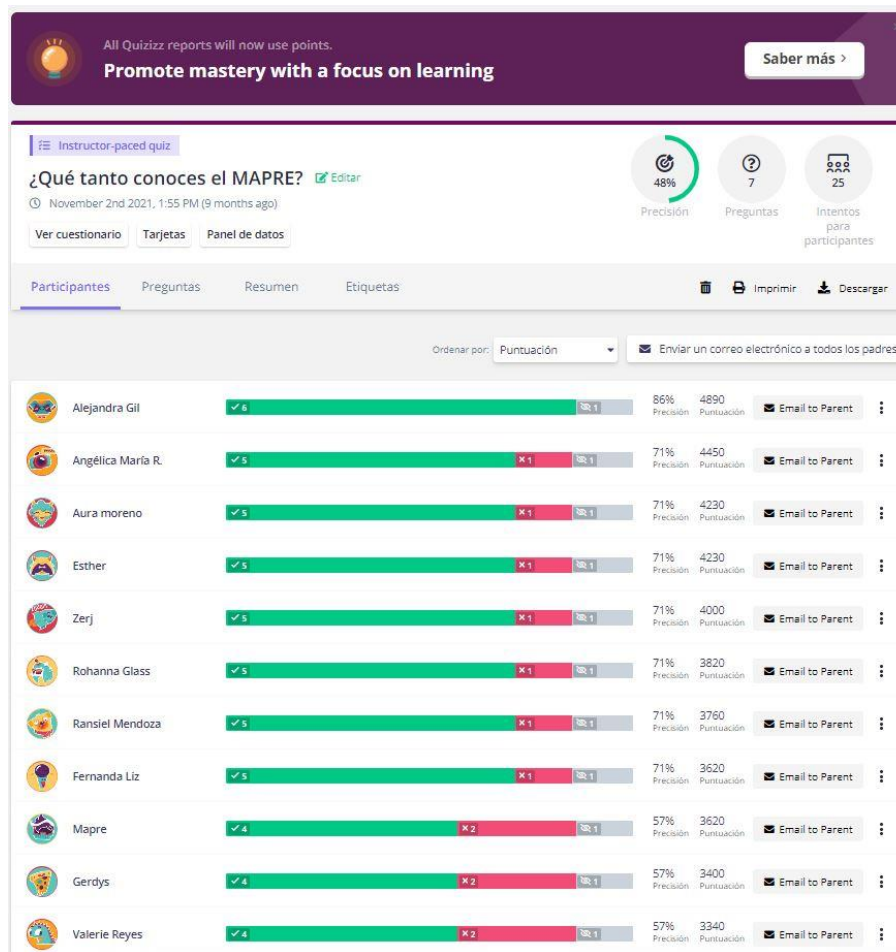 All Quizizz reports will now use points.
Promote mastery with a focus on learning
Saber más >
Instructor-paced quiz
¿Qué tanto conoces el MAPRE? Editar
November 2nd 2021, 1:55 PM (9 months ago)
Ver cuestionario Tarjetas Panel de datos
48%
Precisión
7
Preguntas
25
Intentos
para
participantes
Participantes Preguntas Resumen Etiquetas Imprimir Descargar
Ordenar por: Puntuación Enviar un correo electrónico a todos los padres
Alejandra Gil 6 1 86% 4890 Email to Parent
Precisión Puntuación
Angélica María R. 5 1 1 71% 4450 Email to Parent
Precisión Puntuación
Aura moreno 5 1 1 71% 4230 Email to Parent
Precisión Puntuación
Esther 5 1 1 71% 4230 Email to Parent
Precisión Puntuación
Zerj 5 1 1 71% 4000 Email to Parent
Precisión Puntuación
Rohanna Glass 5 1 1 71% 3820 Email to Parent
Precisión Puntuación
Ransiel Mendoza 5 1 1 71% 3760 Email to Parent
Precisión Puntuación
Fernanda Liz 5 1 1 71% 3620 Email to Parent
Precisión Puntuación
Mapre 4 2 1 57% 3620 Email to Parent
Precisión Puntuación
Gerdys 4 2 1 57% 3400 Email to Parent
Precisión Puntuación
Valerie Reyes 4 2 1 57% 3340 Email to Parent
Precisión Puntuación